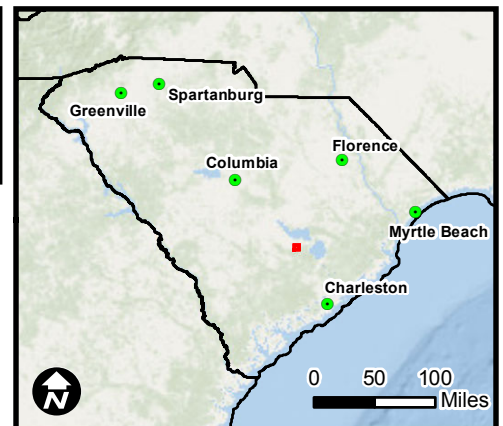 Spartanburg
Greenville
Florence
Columbia
Myrtle Beach
Charleston
0 50 100
Miles
N